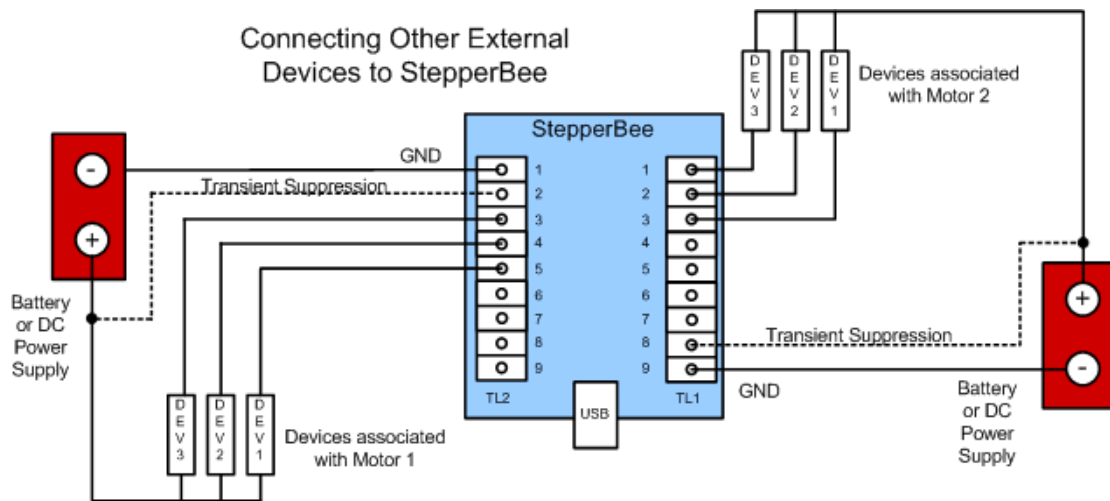 Connecting Other External
Devices to StepperBee
D
E
V
3
D
E
V
2
D
E
V
1
Devices associated
with Motor 2
StepperBee
-
GND
Transient Suppression
+
Battery
or DC
Power
Supply
1
2
3
4
5
6
7
8
9
TL2
1
2
3
4
5
6
7
8
9
TL1
USB
D
E
V
3
D
E
V
2
D
E
V
1
Devices associated
with Motor 1
+
Transient Suppression
-
GND
Battery
or DC
Power
Supply